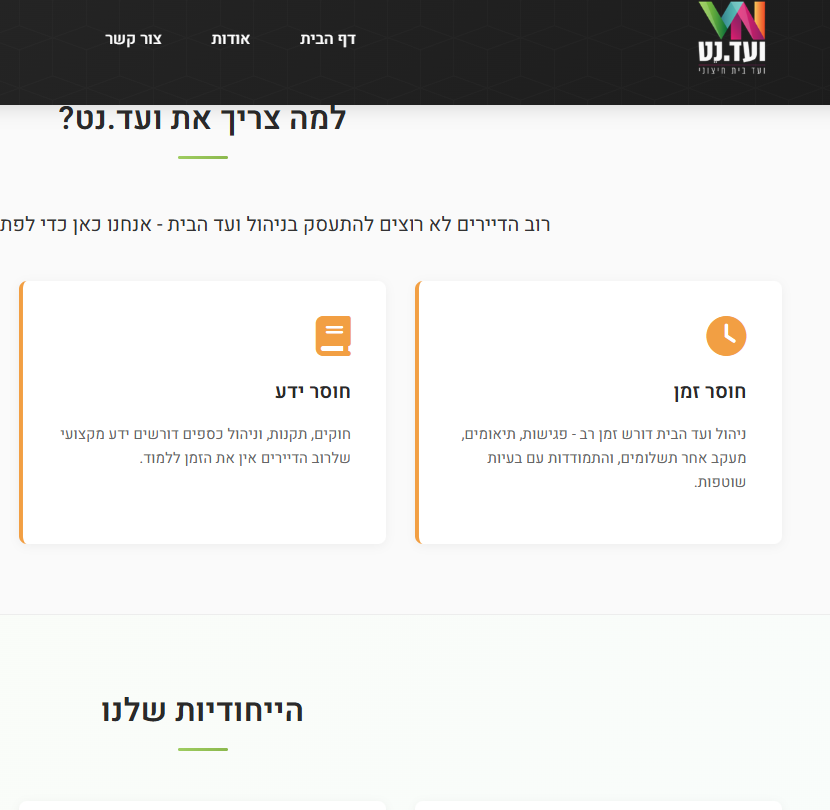 ועד.נט
ועד בית חיצוני
דף הבית
אודות
צור קשר
למה צריך את ועד.נט?
רוב הדיירים לא רוצים להתעסק בניהול ועד הבית - אנחנו כאן כדי לפת
חוסר זמן
ניהול ועד הבית דורש זמן רב - פגישות, תיאומים,
מעקב אחר תשלומים, והתמודדות עם בעיות
שוטפות.
חוסר ידע
חוקים, תקנות, וניהול כספים דורשים ידע מקצועי
שלרוב הדיירים אין את הזמן ללמוד.
הייחודיות שלנו